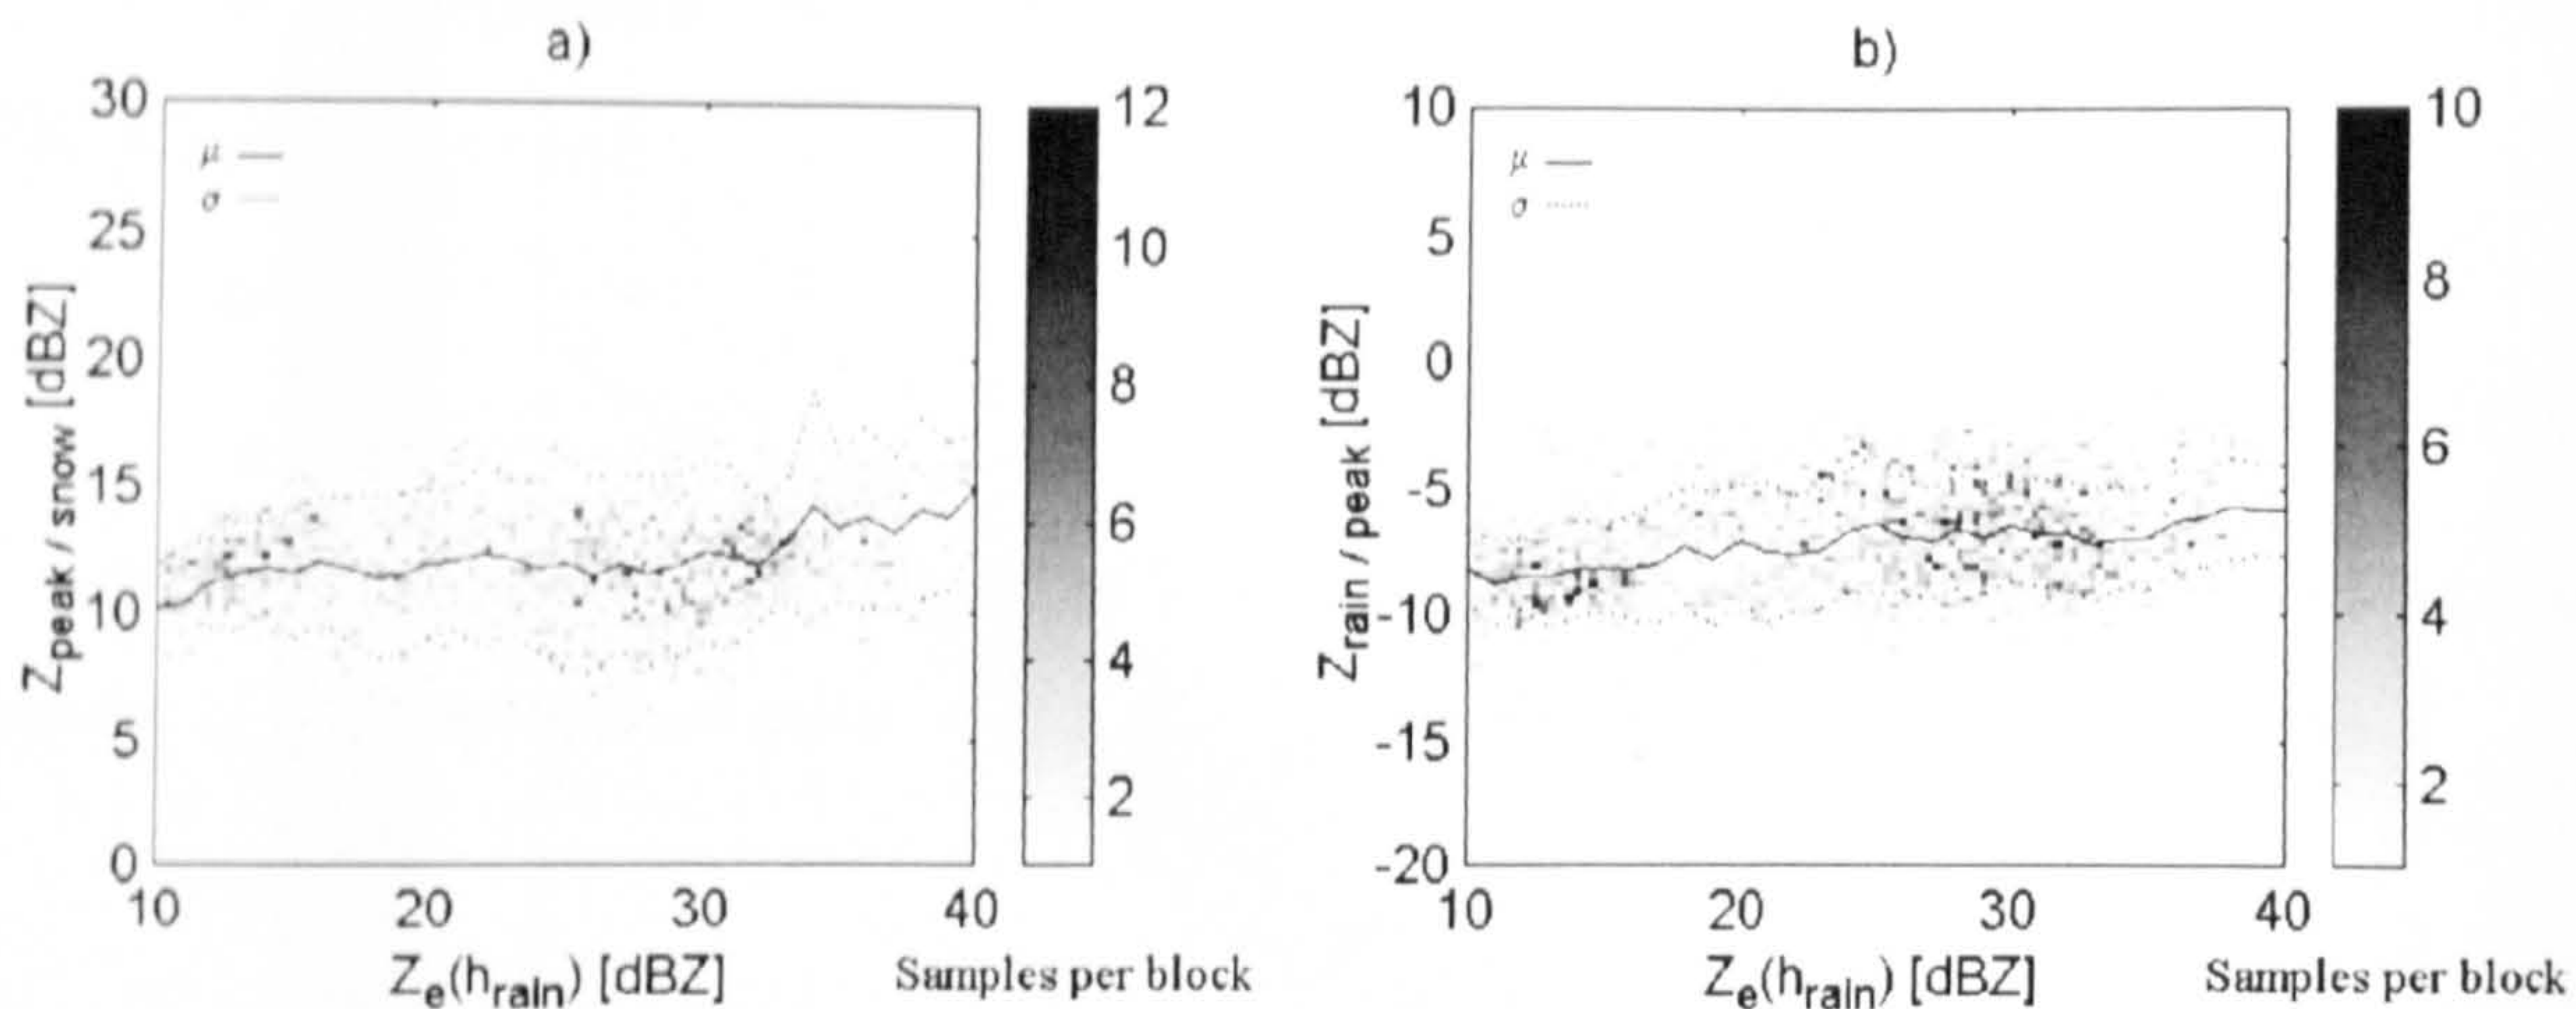 a)
30
25
20
15
10
5
0
Zpeak / snow [dBZ]
μ
σ
10 20 30 40
Ze(hrain) [dBZ]
12
10
8
6
4
2
Samples per block
b)
10
5
0
-5
-10
-15
-20
Zrain / peak [dBZ]
μ
σ
10 20 30 40
Ze(hrain) [dBZ]
10
8
6
4
2
Samples per block